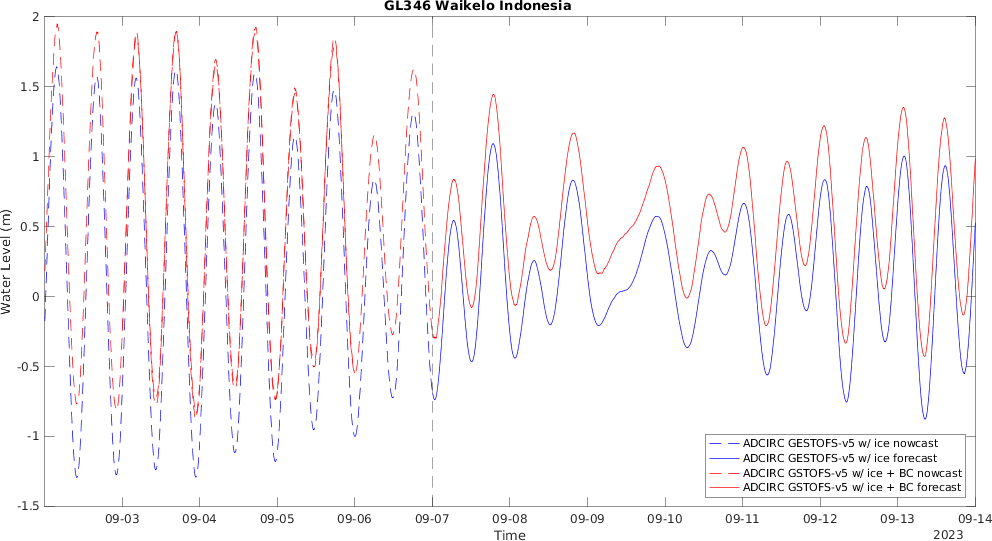 GL346 Waikelo Indonesia
2
1.5
1
0.5
0
-0.5
-1
-1.5
Water Level (m)
ADCIRC GESTOFS-v5 w/ ice nowcast
ADCIRC GESTOFS-v5 w/ ice forecast
ADCIRC GSTOFS-v5 w/ ice + BC nowcast
ADCIRC GSTOFS-v5 w/ ice + BC forecast
09-03 09-04 09-05 09-06 09-07 09-08 09-09 09-10 09-11 09-12 09-13 09-14
Time
2023